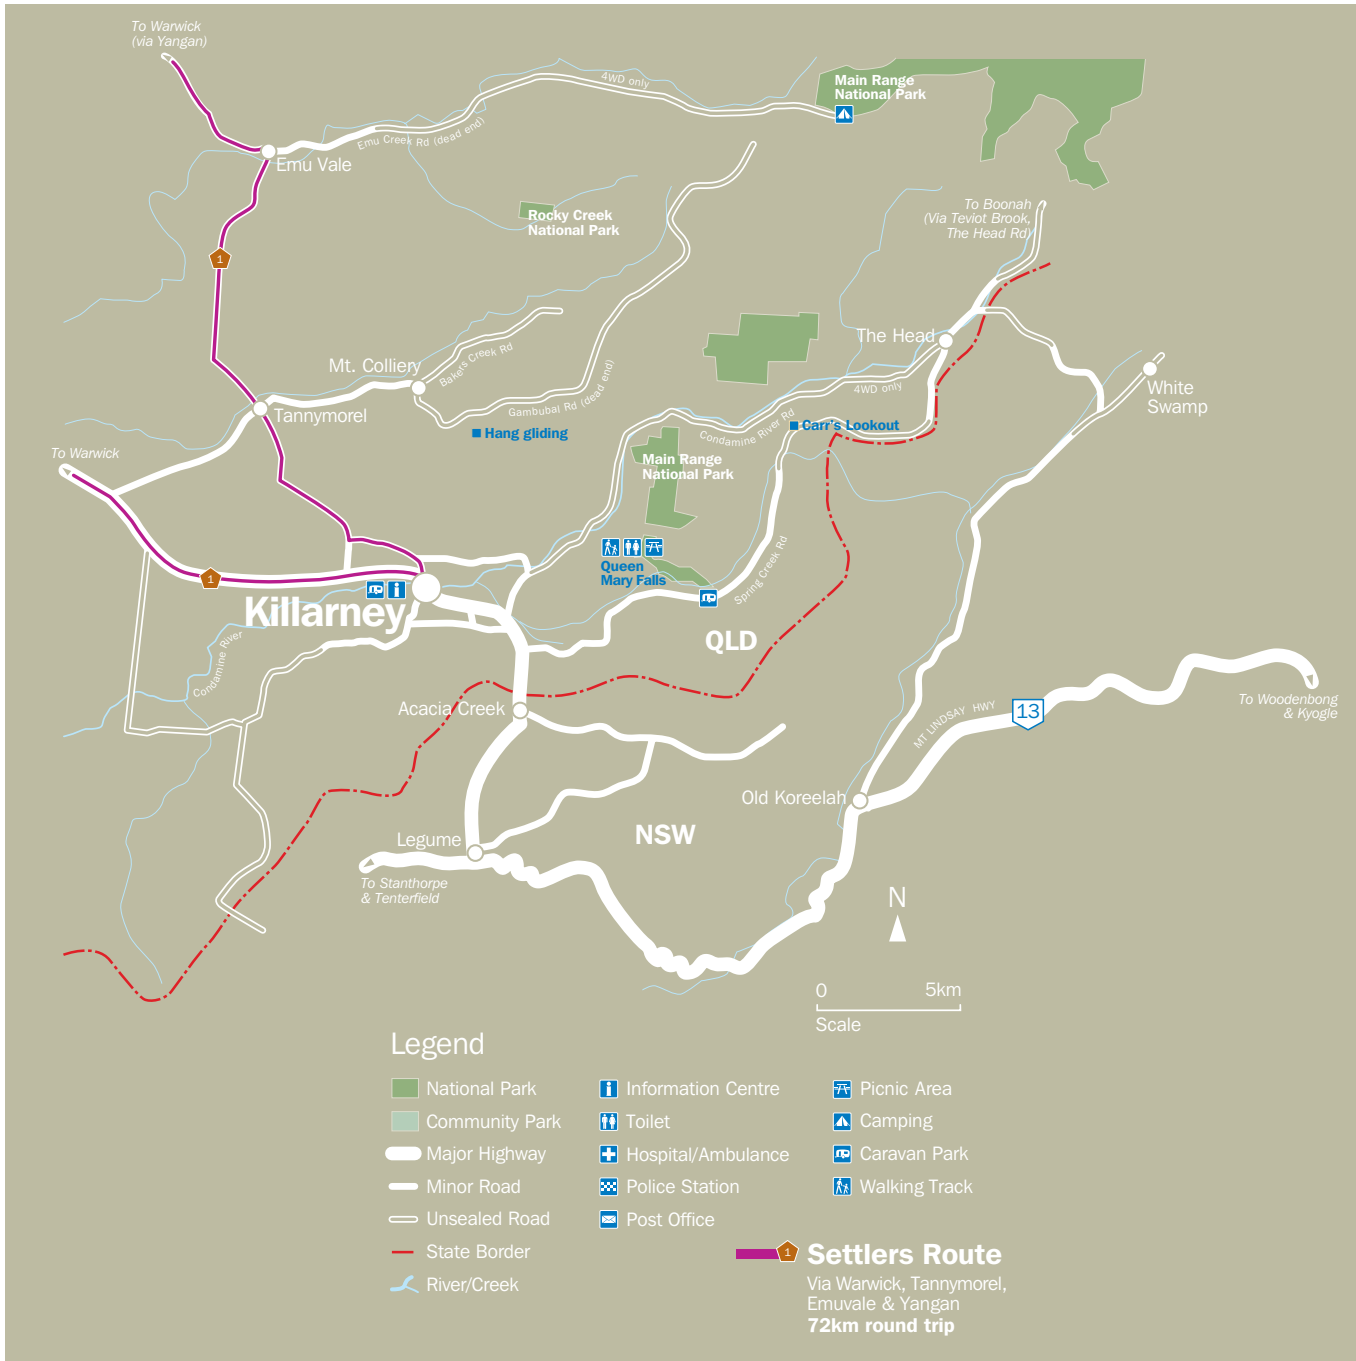 To Warwick
(via Yangan)
4WD only
Main Range
National Park
Emu Creek Rd (dead end)
Emu Vale
To Boonah
(Via Teviot Brook,
The Head Rd)
Rocky Creek
National Park
1
The Head
Mt. Colliery
Baker's Creek Rd
White
Swamp
4WD only
Gambubal Rd (dead end)
Tannymorel
Condamine River Rd
Carr's Lookout
Hang gliding
To Warwick
Main Range
National Park
Queen
Mary Falls
Spring Creek Rd
1
Killarney
QLD
Condamine River
To Woodenbong
& Kyogle
Acacia Creek
MT LINDSAY HWY
13
Old Koreelah
NSW
Legume
To Stanthorpe
& Tenterfield
N
0 5km
Scale
Legend
National Park
Community Park
Major Highway
Minor Road
Unsealed Road
State Border
River/Creek
Information Centre
Toilet
Hospital/Ambulance
Police Station
Post Office
Picnic Area
Camping
Caravan Park
Walking Track
1 Settlers Route
Via Warwick, Tannymorel,
Emuvale & Yangan
72km round trip